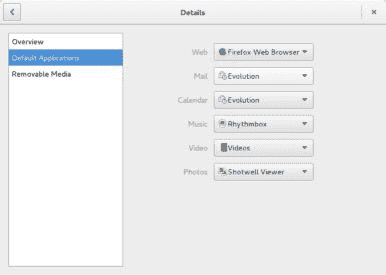 Details
Overview
Default Applications
Removable Media
Web Firefox Web Browser
Mail Evolution
Calendar Evolution
Music Rhythmbox
Video Videos
Photos Shotwell Viewer